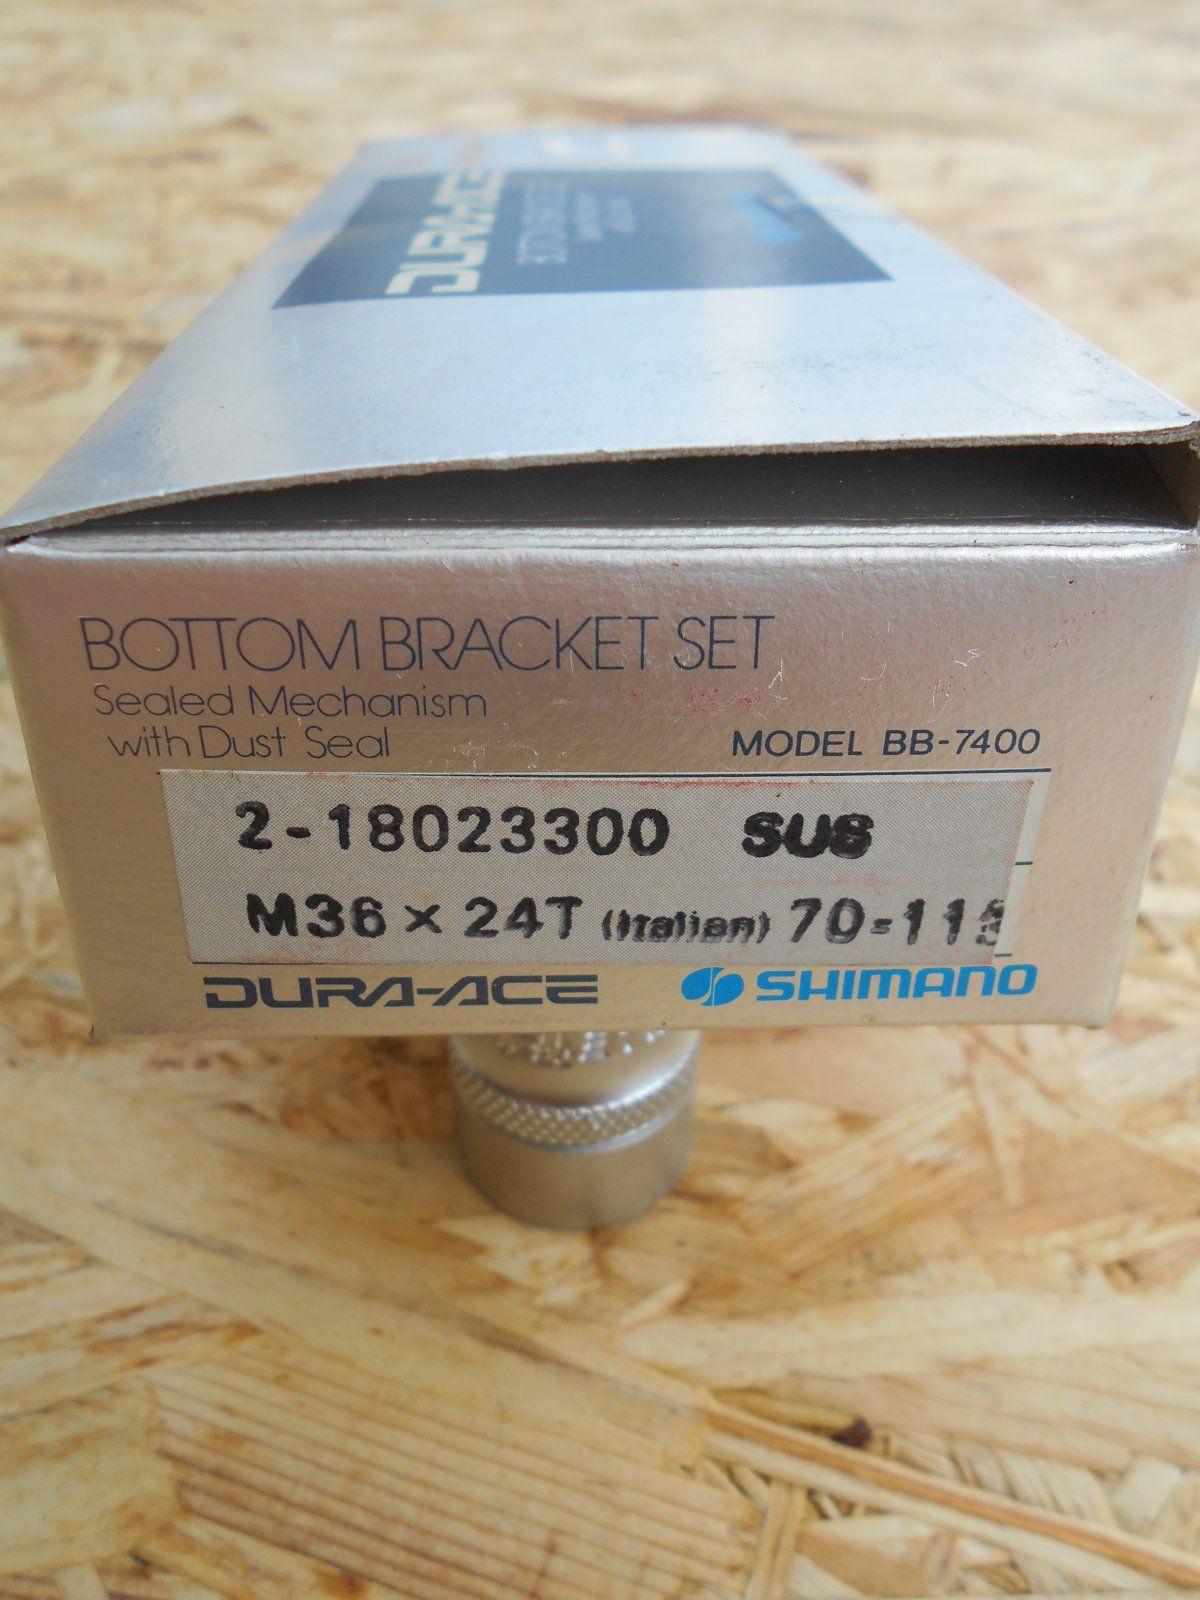 DURA-ACE
BOTTOM BRACKET SET
Sealed Mechanism
with Dust Seal
MODEL BB-7400
2-18023300 SUS
M36 × 24T (Italian) 70-11
DURA-ACE SHIMANO